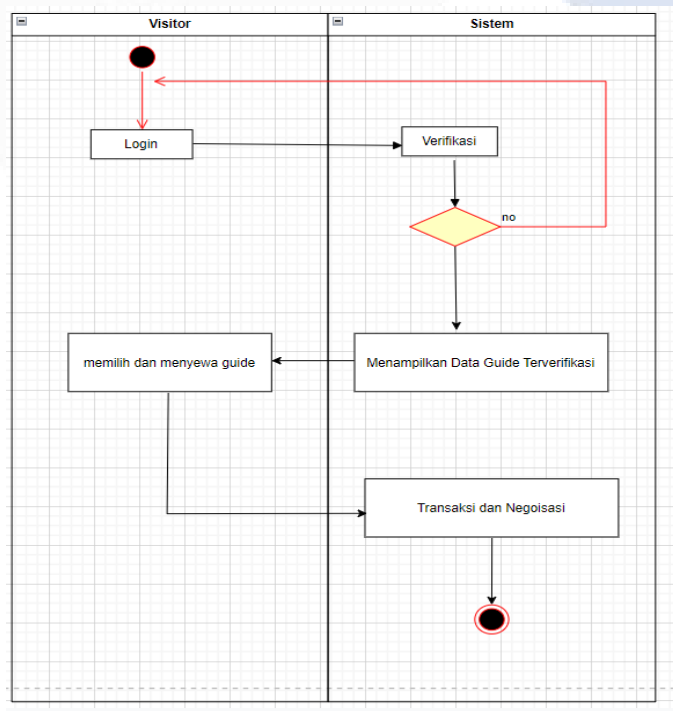 Visitor
Sistem
Login
Verifikasi
no
memilih dan menyewa guide
Menampilkan Data Guide Terverifikasi
Transaksi dan Negoisasi